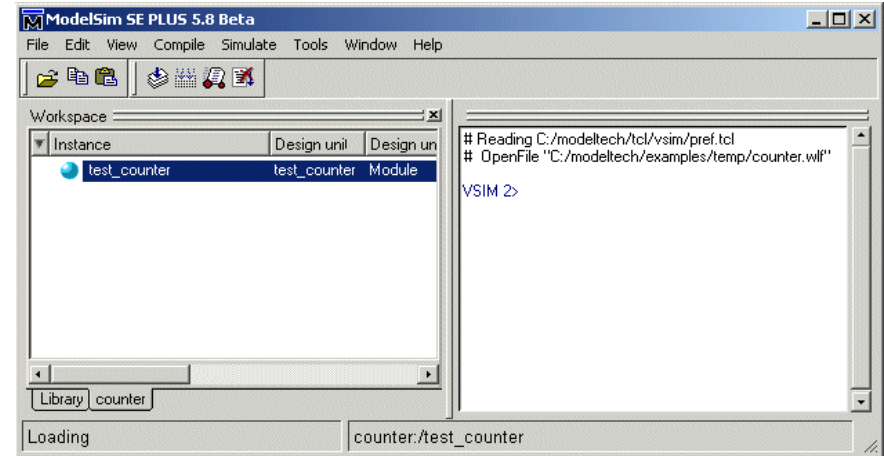 ModelSim SE PLUS 5.8 Beta
File Edit View Compile Simulate Tools Window Help
Workspace
Instance Design unil Design un
test_counter test_counter Module
Library counter
# Reading C:/modeltech/tcl/vsim/pref.tcl
# OpenFile "C:/modeltech/examples/temp/counter.wlf"
VSIM 2>
Loading counter:/test_counter